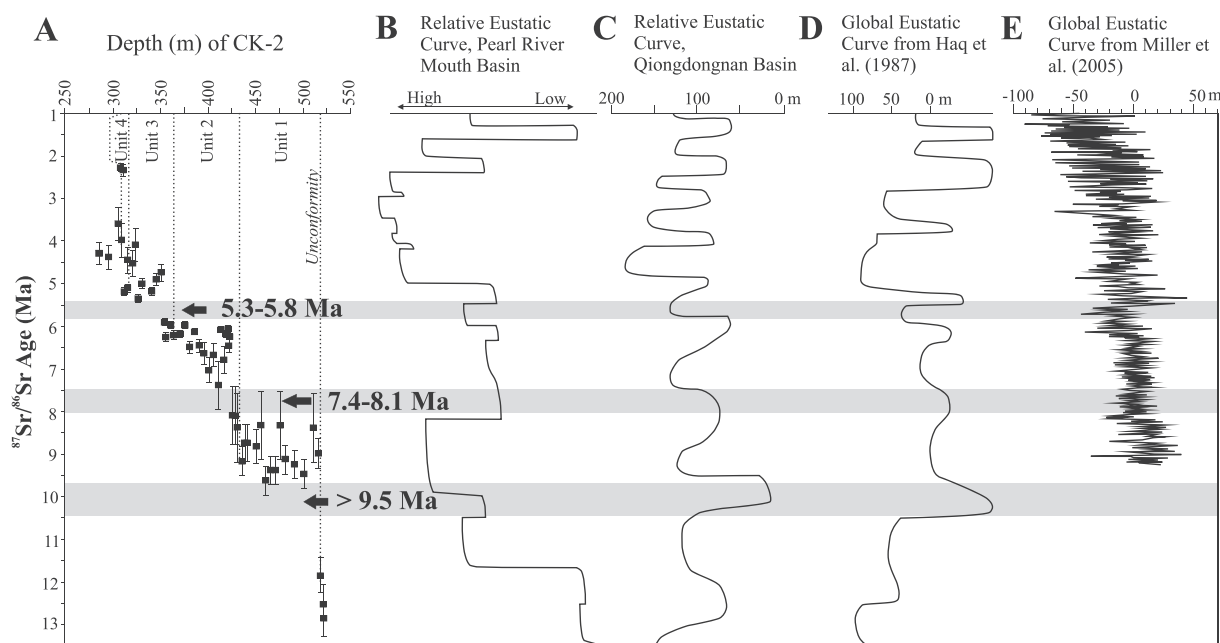 A
Depth (m) of CK-2
250
300
350
400
450
500
550
B
Relative Eustatic
Curve, Pearl River
Mouth Basin
High
Low
C
Relative Eustatic
Curve,
Qiongdongnan Basin
200
100
0 m
D
Global Eustatic
Curve from Haq et
al. (1987)
100
50
0 m
E
Global Eustatic
Curve from Miller et
al. (2005)
-100
-50
0
50 m
⁸⁷Sr/⁸⁶Sr Age (Ma)
1
2
3
4
5
6
7
8
9
10
11
12
13
Unit 4
Unit 3
Unit 2
Unit 1
Unconformity
5.3-5.8 Ma
7.4-8.1 Ma
> 9.5 Ma